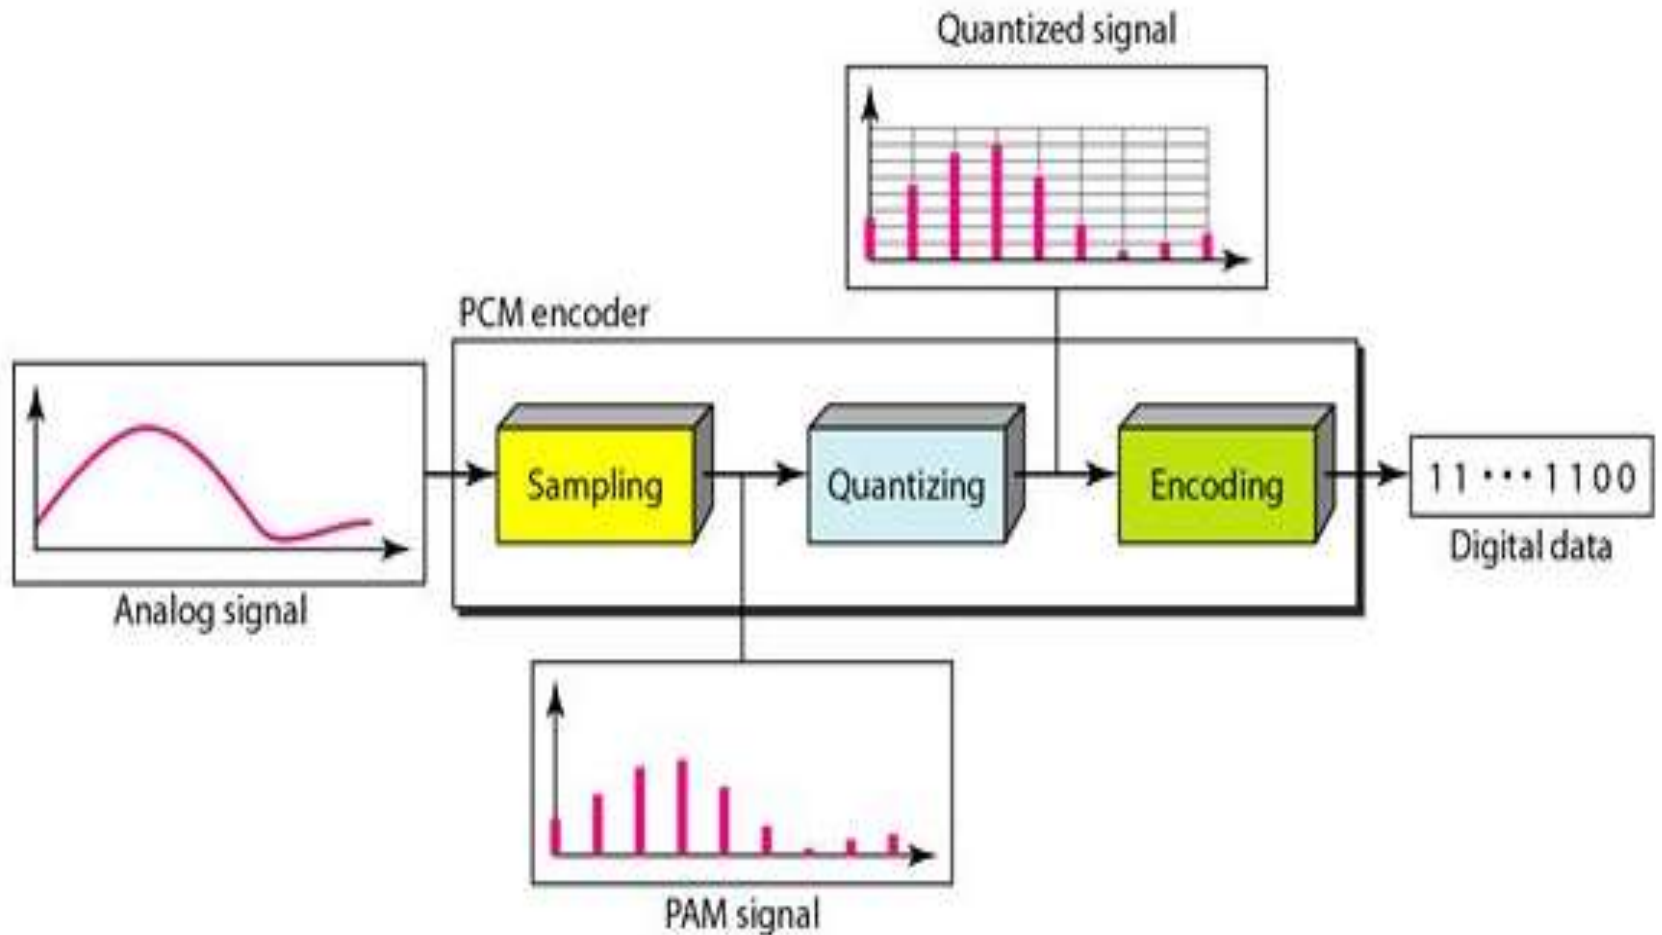 Quantized signal
PCM encoder
Sampling
Quantizing
Encoding
11···1100
Digital data
Analog signal
PAM signal